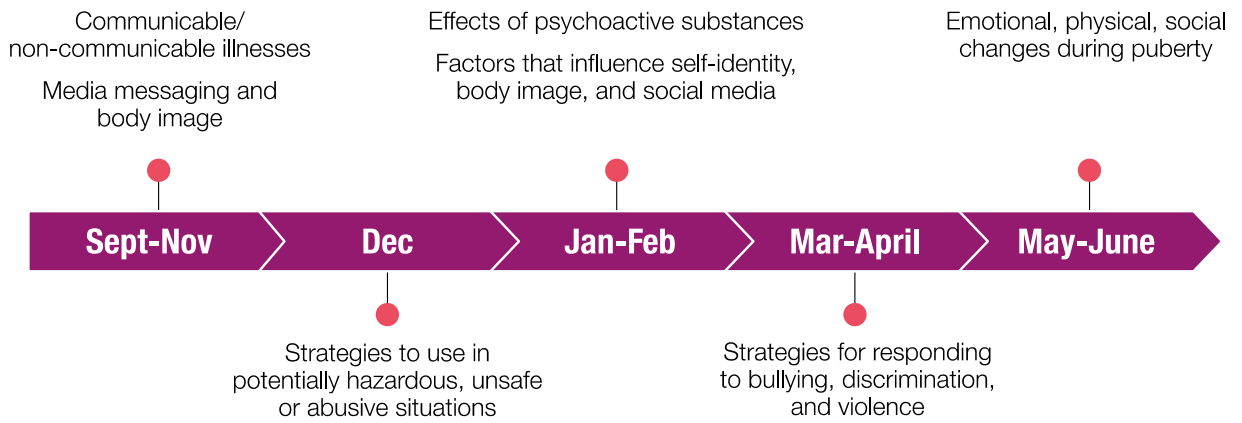 Communicable/
non-communicable illnesses
Media messaging and
body image
Effects of psychoactive substances
Factors that influence self-identity,
body image, and social media
Emotional, physical, social
changes during puberty
Sept-Nov
Dec
Jan-Feb
Mar-April
May-June
Strategies to use in
potentially hazardous, unsafe
or abusive situations
Strategies for responding
to bullying, discrimination,
and violence